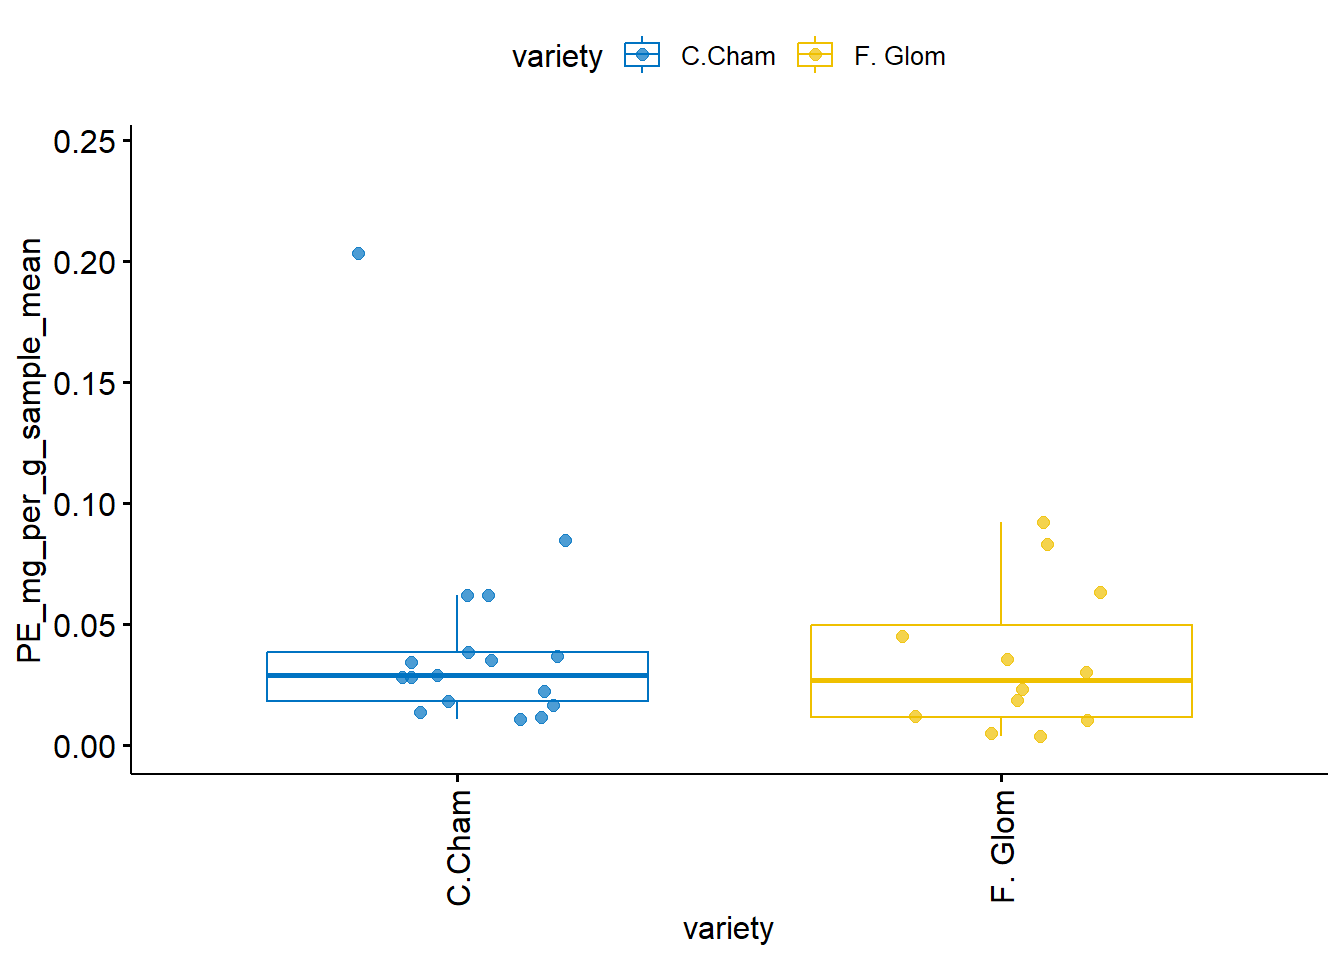 variety C.Cham F. Glom
PE_mg_per_g_sample_mean
0.25
0.20
0.15
0.10
0.05
0.00
C.Cham
F. Glom
variety